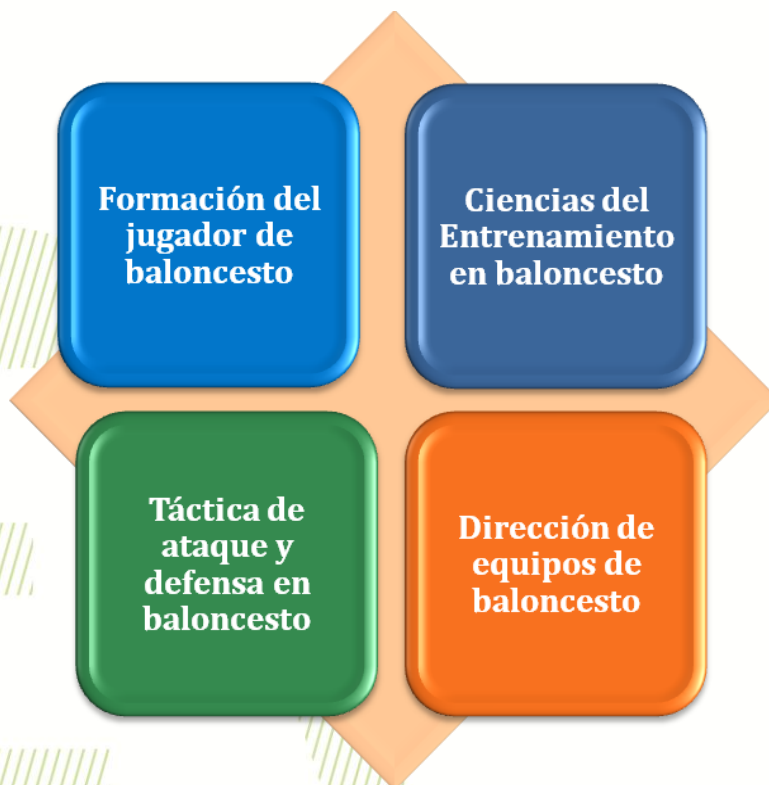 Formación del
jugador de
baloncesto
Ciencias del
Entrenamiento
en baloncesto
Táctica de
ataque y
defensa en
baloncesto
Dirección de
equipos de
baloncesto